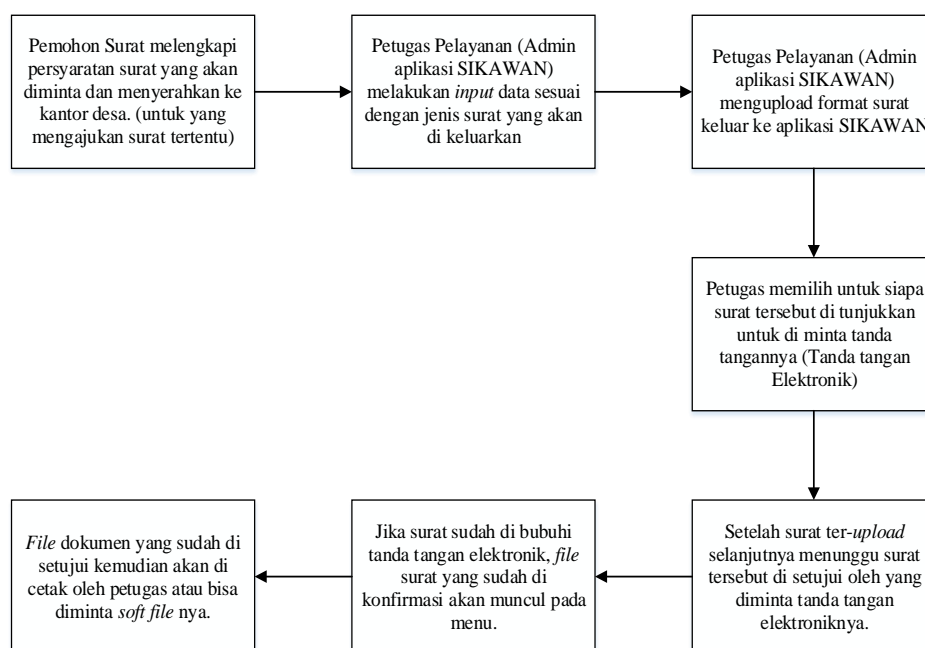 Pemohon Surat melengkapi
persyaratan surat yang akan
diminta dan menyerahkan ke
kantor desa. (untuk yang
mengajukan surat tertentu)
Petugas Pelayanan (Admin
aplikasi SIKAWAN)
melakukan input data sesuai
dengan jenis surat yang akan
di keluarkan
Petugas Pelayanan (Admin
aplikasi SIKAWAN)
mengupload format surat
keluar ke aplikasi SIKAWAN
Petugas memilih untuk siapa
surat tersebut di tunjukkan
untuk di minta tanda
tangannya (Tanda tangan
Elektronik)
Setelah surat ter-upload
selanjutnya menunggu surat
tersebut di setujui oleh yang
diminta tanda tangan
elektroniknya.
Jika surat sudah di bubuhi
tanda tangan elektronik, file
surat yang sudah di
konfirmasi akan muncul pada
menu.
File dokumen yang sudah di
setujui kemudian akan di
cetak oleh petugas atau bisa
diminta soft file nya.